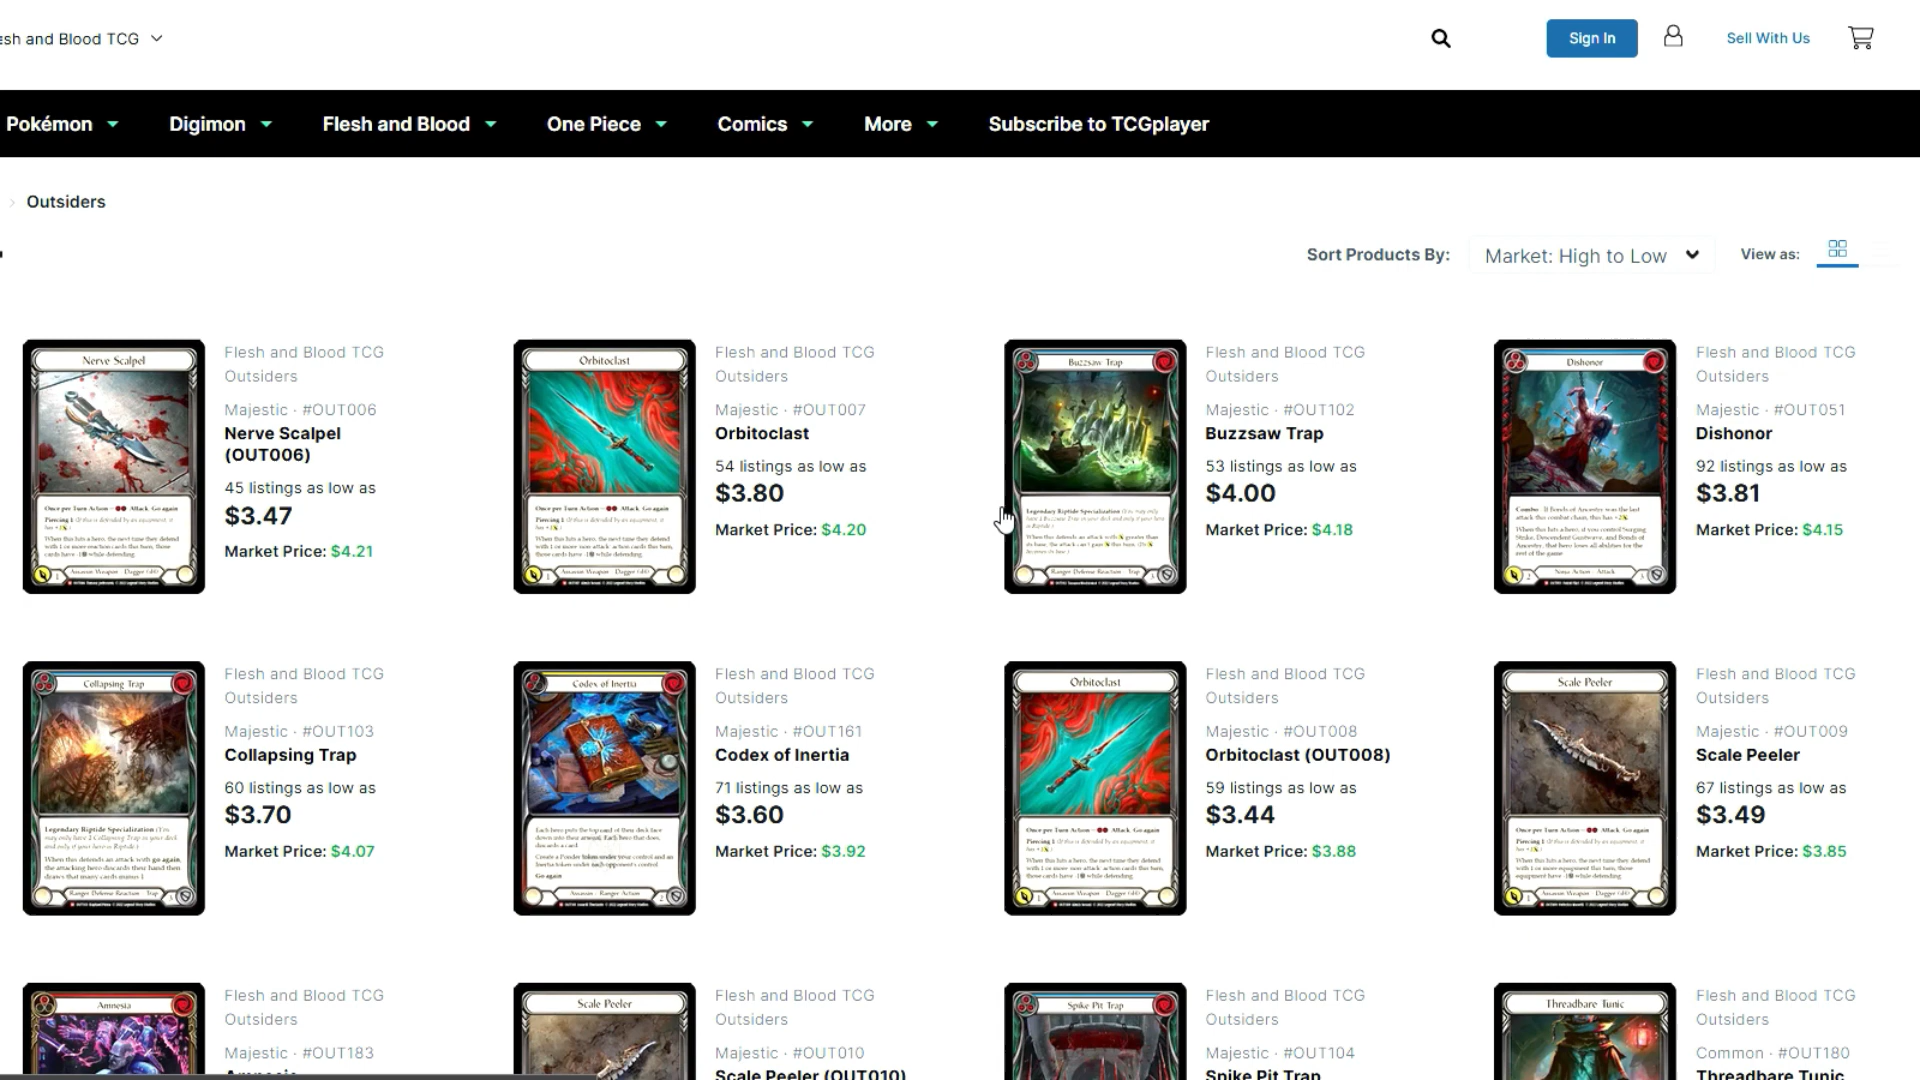 esh and Blood TCG
Sign In
Sell With Us
Pokémon
Digimon
Flesh and Blood
One Piece
Comics
More
Subscribe to TCGplayer
Outsiders
Sort Products By:
Market: High to Low
View as:
Nerve Scalpel
Flesh and Blood TCG
Outsiders
Majestic · #OUT006
Nerve Scalpel
(OUT006)
45 listings as low as
$3.47
Market Price: $4.21
Orbitoclast
Flesh and Blood TCG
Outsiders
Majestic · #OUT007
Orbitoclast
54 listings as low as
$3.80
Market Price: $4.20
Buzzsaw Trap
Flesh and Blood TCG
Outsiders
Majestic · #OUT102
Buzzsaw Trap
53 listings as low as
$4.00
Market Price: $4.18
Dishonor
Flesh and Blood TCG
Outsiders
Majestic · #OUT051
Dishonor
92 listings as low as
$3.81
Market Price: $4.15
Collapsing Trap
Flesh and Blood TCG
Outsiders
Majestic · #OUT103
Collapsing Trap
60 listings as low as
$3.70
Market Price: $4.07
Codex of Inertia
Flesh and Blood TCG
Outsiders
Majestic · #OUT161
Codex of Inertia
71 listings as low as
$3.60
Market Price: $3.92
Orbitoclast
Flesh and Blood TCG
Outsiders
Majestic · #OUT008
Orbitoclast (OUT008)
59 listings as low as
$3.44
Market Price: $3.88
Scale Peeler
Flesh and Blood TCG
Outsiders
Majestic · #OUT009
Scale Peeler
67 listings as low as
$3.49
Market Price: $3.85
Amnesia
Flesh and Blood TCG
Outsiders
Majestic · #OUT183
Amnesia
Scale Peeler
Flesh and Blood TCG
Outsiders
Majestic · #OUT010
Scale Peeler (OUT010)
Spike Pit Trap
Flesh and Blood TCG
Outsiders
Majestic · #OUT104
Spike Pit Trap
Threadbare Tunic
Flesh and Blood TCG
Outsiders
Common · #OUT180
Threadbare Tunic